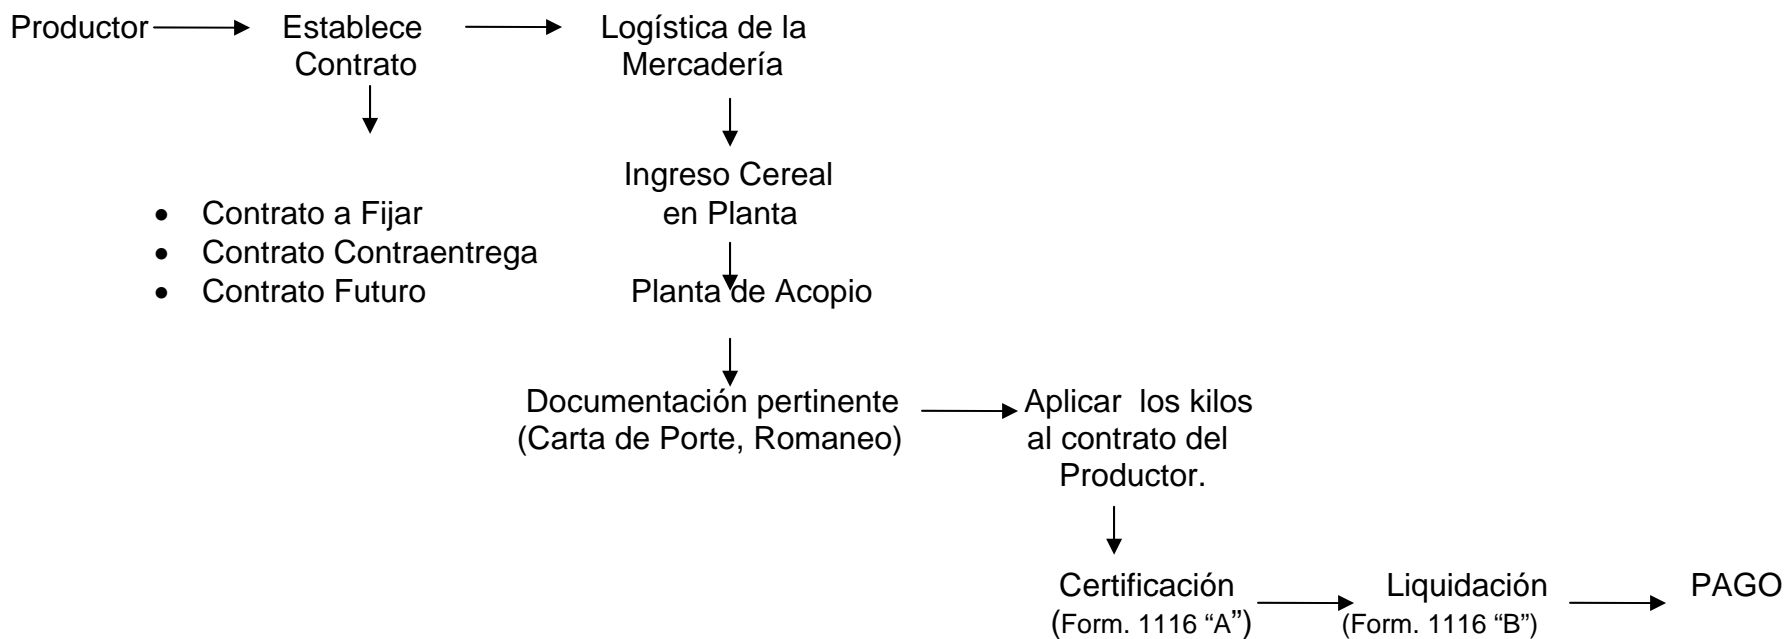 Productor Establece Logística de la
Contrato Mercadería
Ingreso Cereal
• Contrato a Fijar en Planta
• Contrato Contraentrega
• Contrato Futuro Planta de Acopio
Documentación pertinente Aplicar los kilos
(Carta de Porte, Romaneo) al contrato del
Productor.
Certificación Liquidación PAGO
(Form. 1116 “A”) (Form. 1116 “B”)